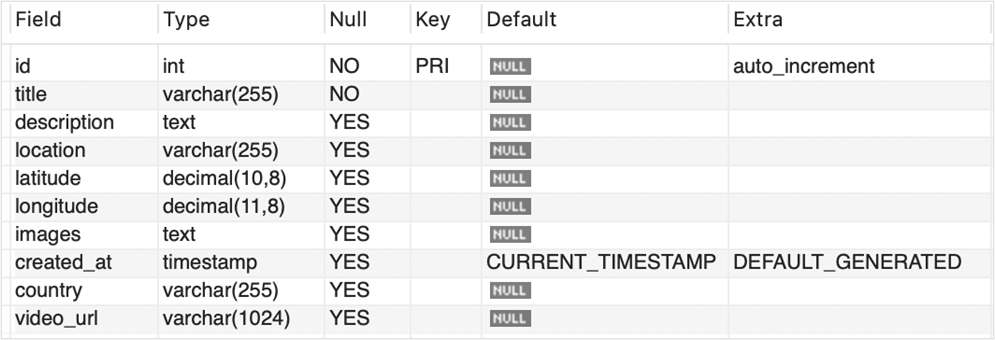 Field Type Null Key Default Extra
id int NO PRI NULL auto_increment
title varchar(255) NO NULL
description text YES NULL
location varchar(255) YES NULL
latitude decimal(10,8) YES NULL
longitude decimal(11,8) YES NULL
images text YES NULL
created_at timestamp YES CURRENT_TIMESTAMP DEFAULT_GENERATED
country varchar(255) YES NULL
video_url varchar(1024) YES NULL